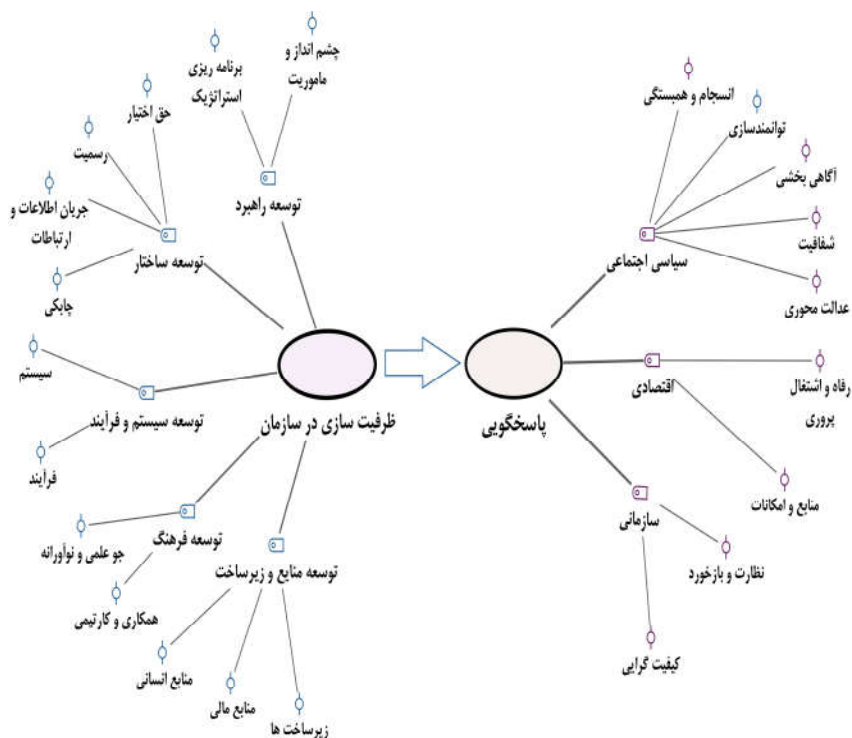 چشم انداز و
ماموریت
برنامه ریزی
استراتژیک
حق اختیار
رسمیت
جریان اطلاعات و
ارتباطات
چابکی
توسعه راهبرد
توسعه ساختار
سیستم
فرآیند
توسعه سیستم و فرآیند
ظرفیت سازی در سازمان
توسعه فرهنگ
جو علمی و نوآورانه
همکاری و کارتیمی
توسعه منابع و زیرساخت
منابع انسانی
منابع مالی
زیرساخت ها
انسجام و همبستگی
توانمندسازی
آگاهی بخشی
شفافیت
عدالت محوری
سیاسی اجتماعی
رفاه و اشتغال
پروری
اقتصادی
پاسخگویی
منابع و امکانات
سازمانی
نظارت و بازخورد
کیفیت گرایی